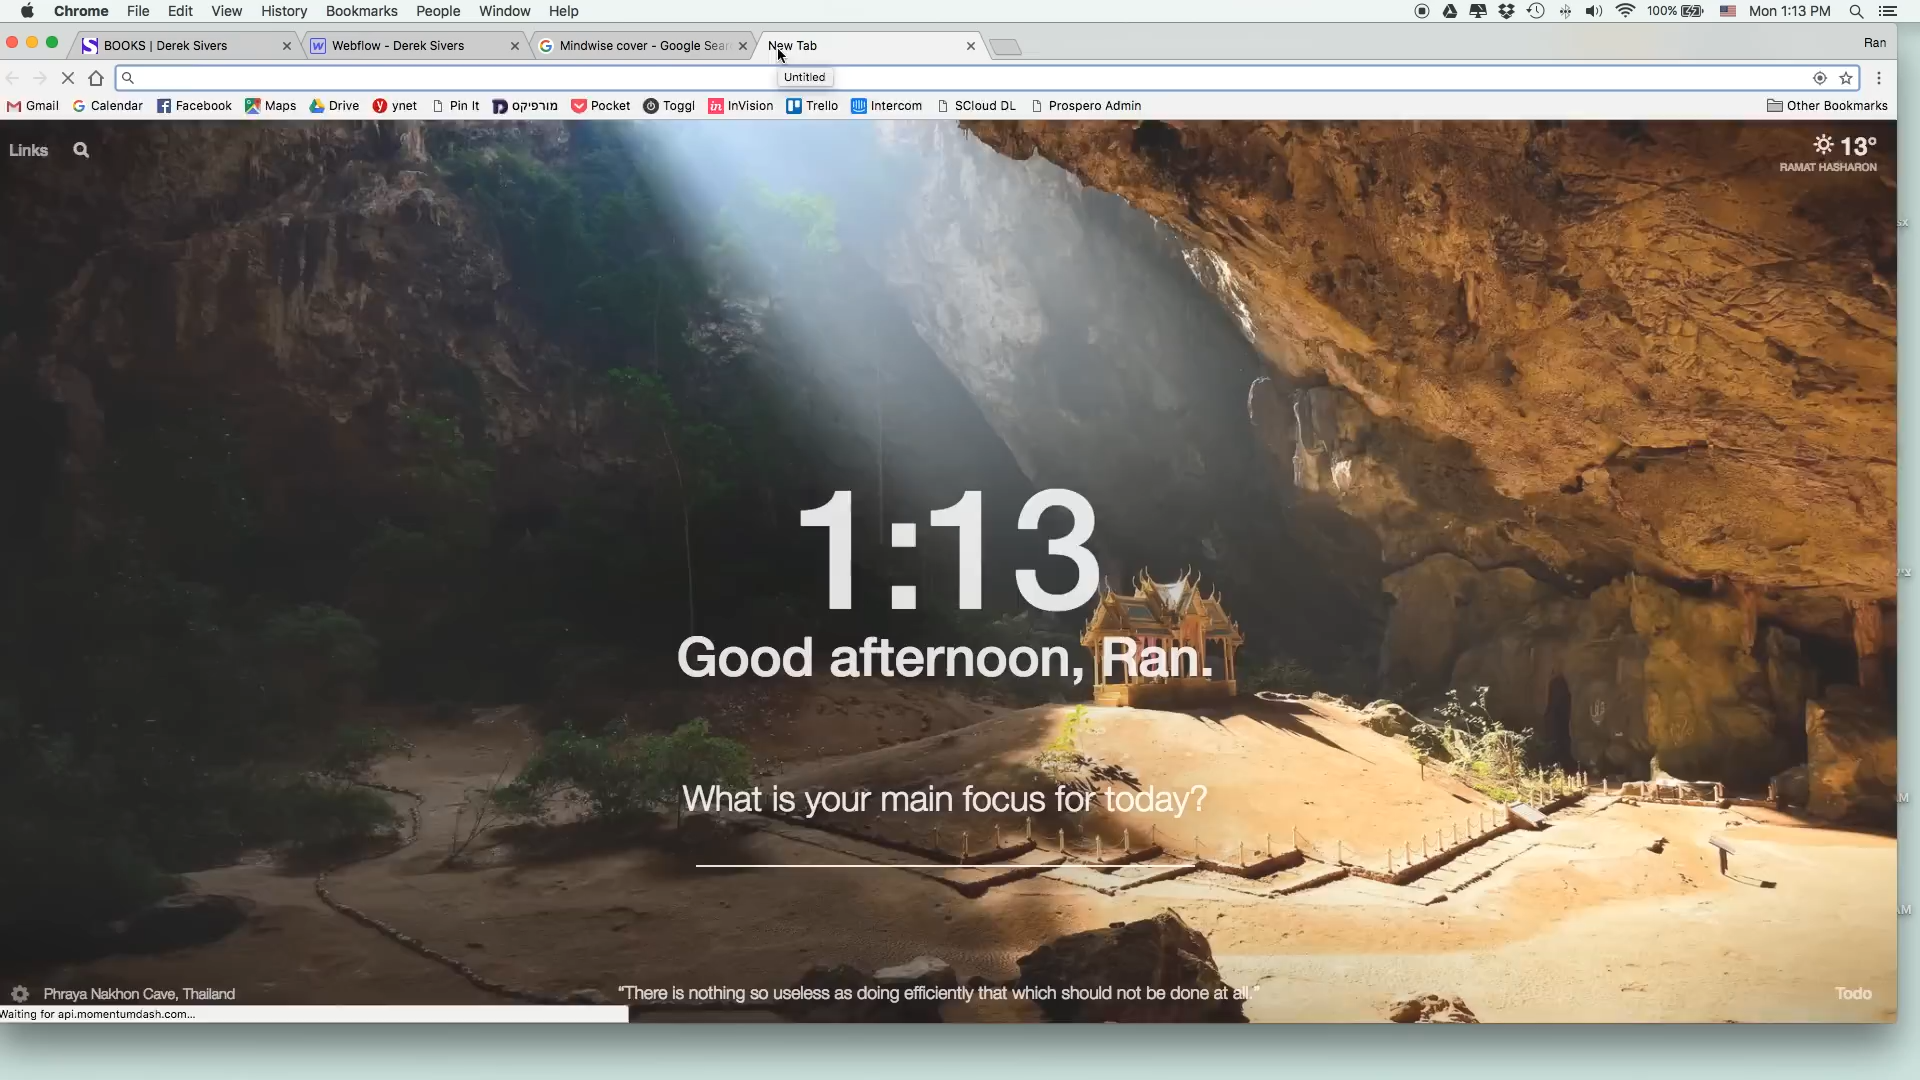 Chrome File Edit View History Bookmarks People Window Help 100% Mon 1:13 PM
BOOKS | Derek Sivers Webflow - Derek Sivers Mindwise cover - Google Sear New Tab Ran
Untitled
Gmail Calendar Facebook Maps Drive ynet Pin It מורפיקס Pocket Toggl InVision Trello Intercom SCloud DL Prospero Admin Other Bookmarks
Links 13°
RAMAT HASHARON
1:13
Good afternoon, Ran.
What is your main focus for today?
Phraya Nakhon Cave, Thailand "There is nothing so useless as doing efficiently that which should not be done at all." Todo
Waiting for api.momentumdash.com...